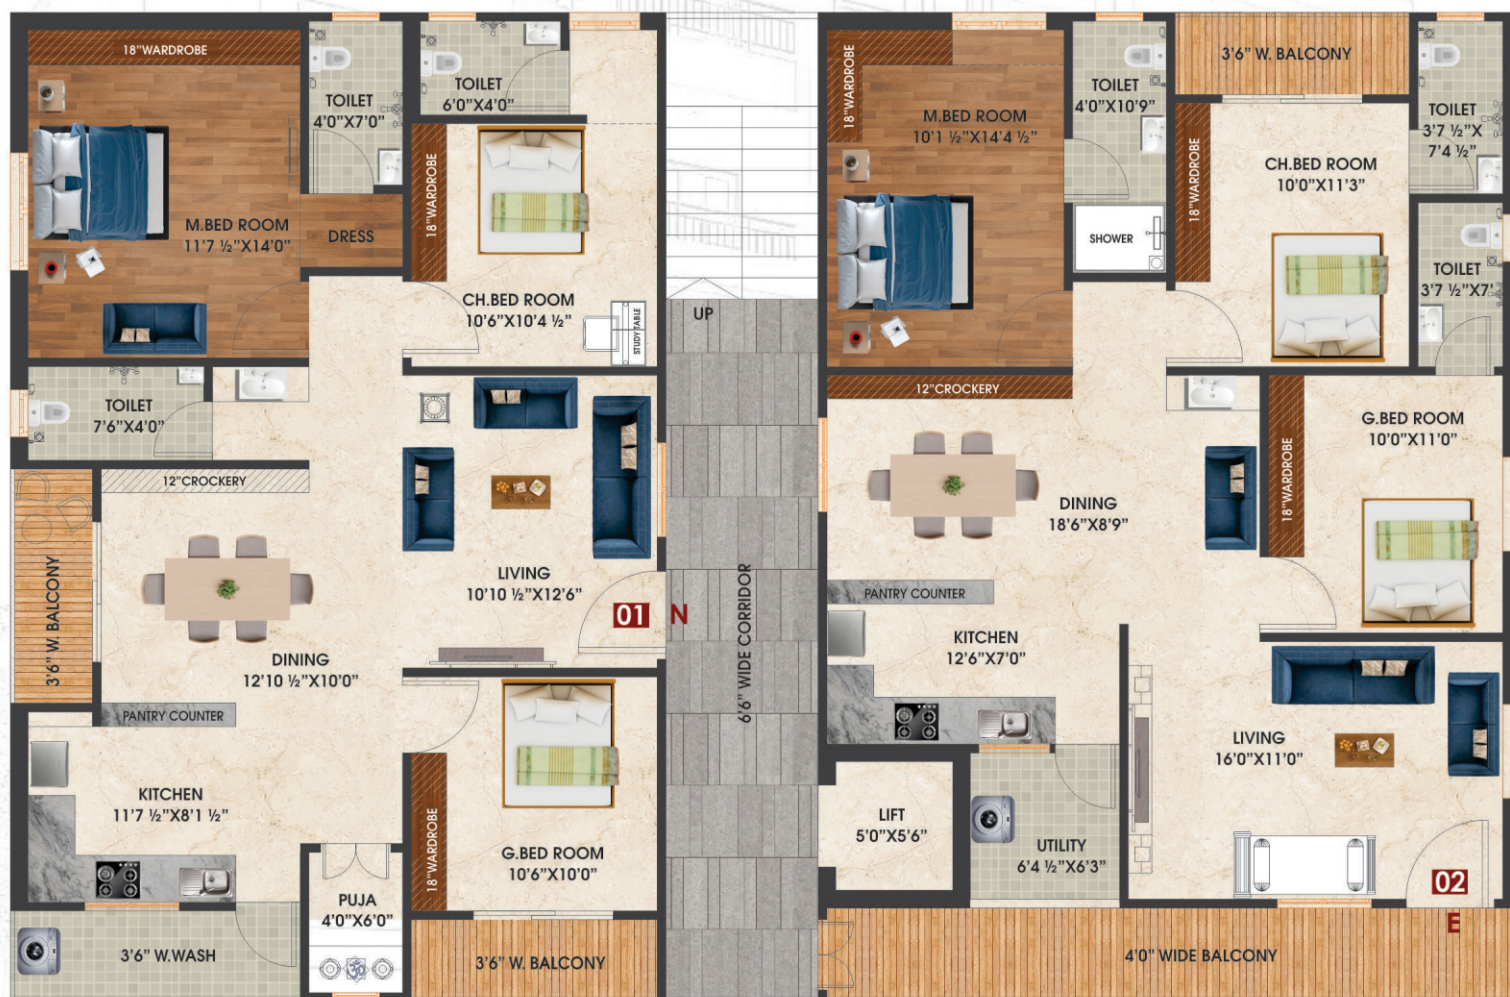 18"WARDROBE
TOILET
4'0"X7'0"
TOILET
6'0"X4'0"
M.BED ROOM
11'7 ½"X14'0"
DRESS
18"WARDROBE
CH.BED ROOM
10'6"X10'4 ½"
STUDY TABLE
TOILET
7'6"X4'0"
12"CROCKERY
3'6" W. BALCONY
LIVING
10'10 ½"X12'6"
01
N
DINING
12'10 ½"X10'0"
PANTRY COUNTER
KITCHEN
11'7 ½"X8'1 ½"
18"WARDROBE
G.BED ROOM
10'6"X10'0"
PUJA
4'0"X6'0"
ॐ
3'6" W.WASH
3'6" W. BALCONY
UP
6'6" WIDE CORRIDOR
18"WARDROBE
M.BED ROOM
10'1 ½"X14'4 ½"
TOILET
4'0"X10'9"
SHOWER
3'6" W. BALCONY
18"WARDROBE
CH.BED ROOM
10'0"X11'3"
TOILET
3'7 ½"X
7'4 ½"
TOILET
3'7 ½"X7'
12"CROCKERY
DINING
18'6"X8'9"
18"WARDROBE
G.BED ROOM
10'0"X11'0"
PANTRY COUNTER
KITCHEN
12'6"X7'0"
LIVING
16'0"X11'0"
LIFT
5'0"X5'6"
UTILITY
6'4 ½"X6'3"
02
E
4'0" WIDE BALCONY